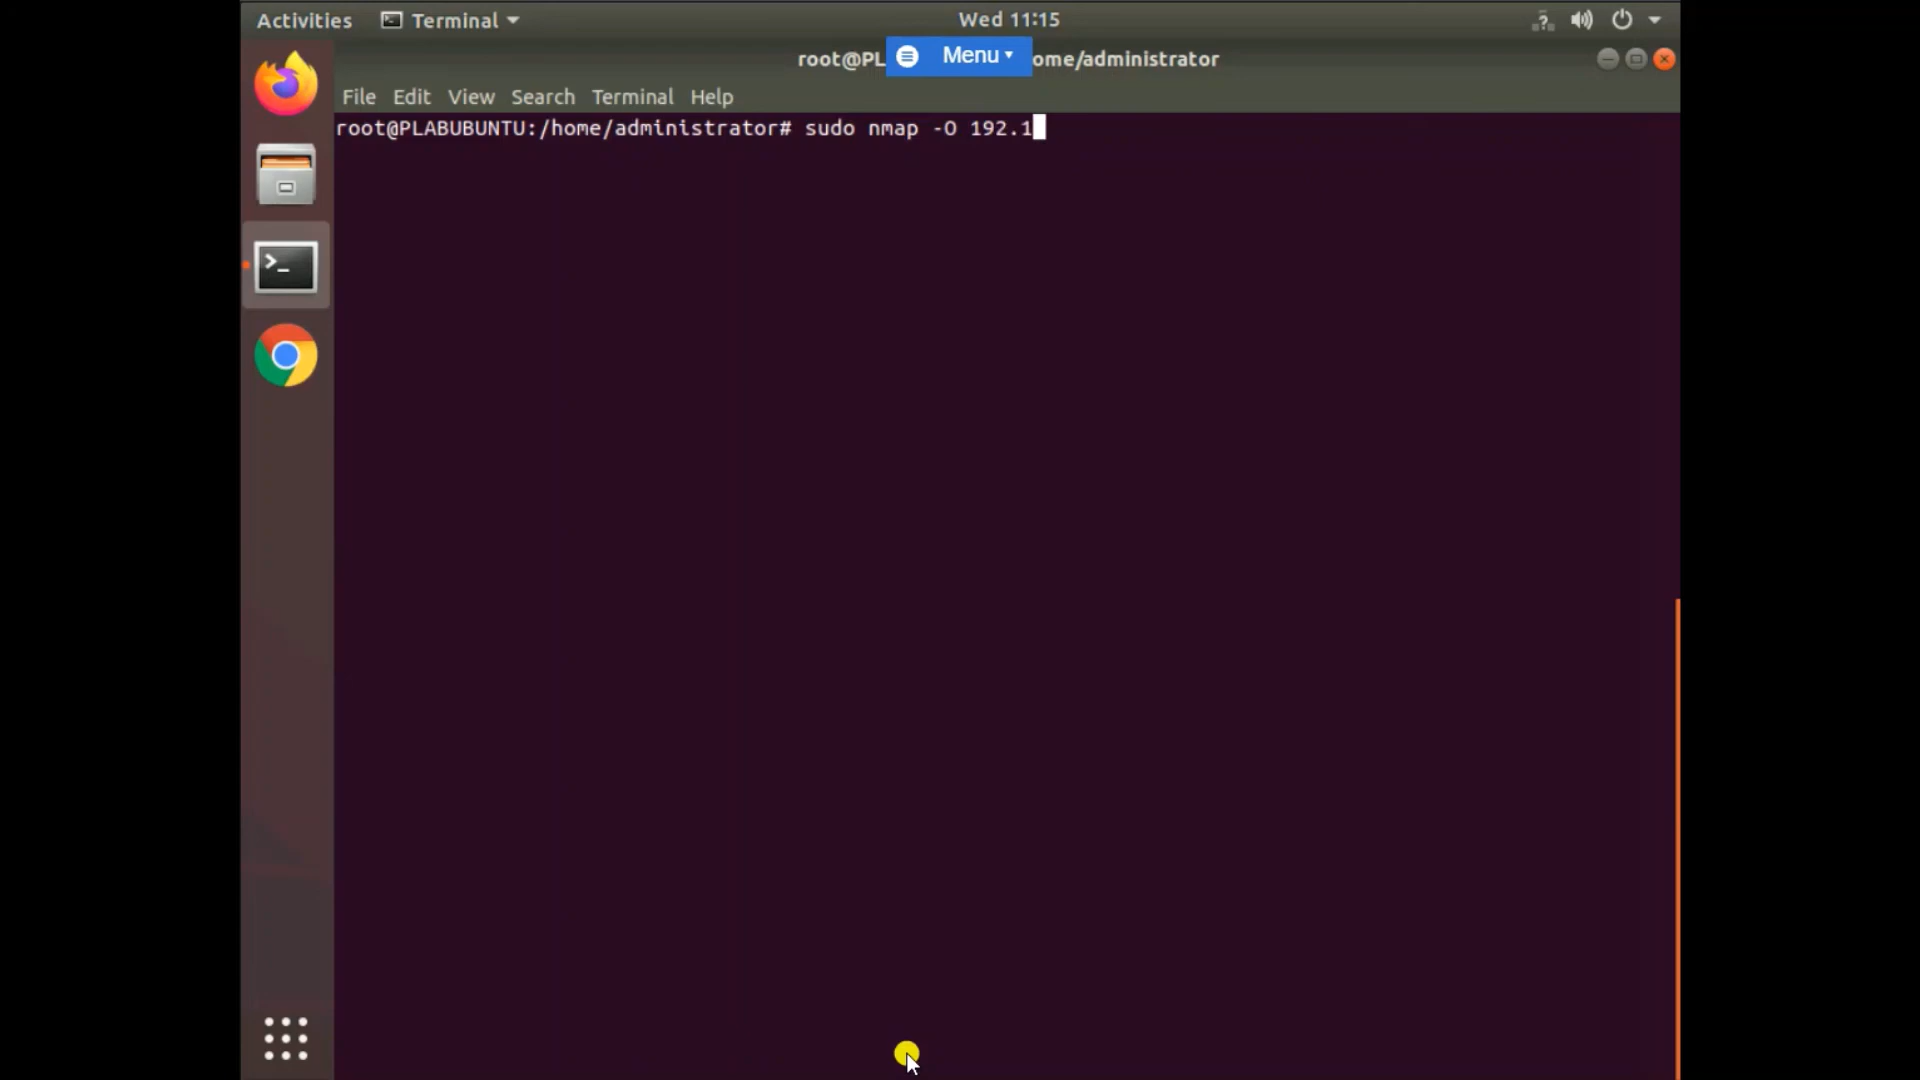 Activities Terminal Wed 11:15
root@PL Menu ome/administrator
File Edit View Search Terminal Help
root@PLABUBUNTU:/home/administrator# sudo nmap -O 192.1